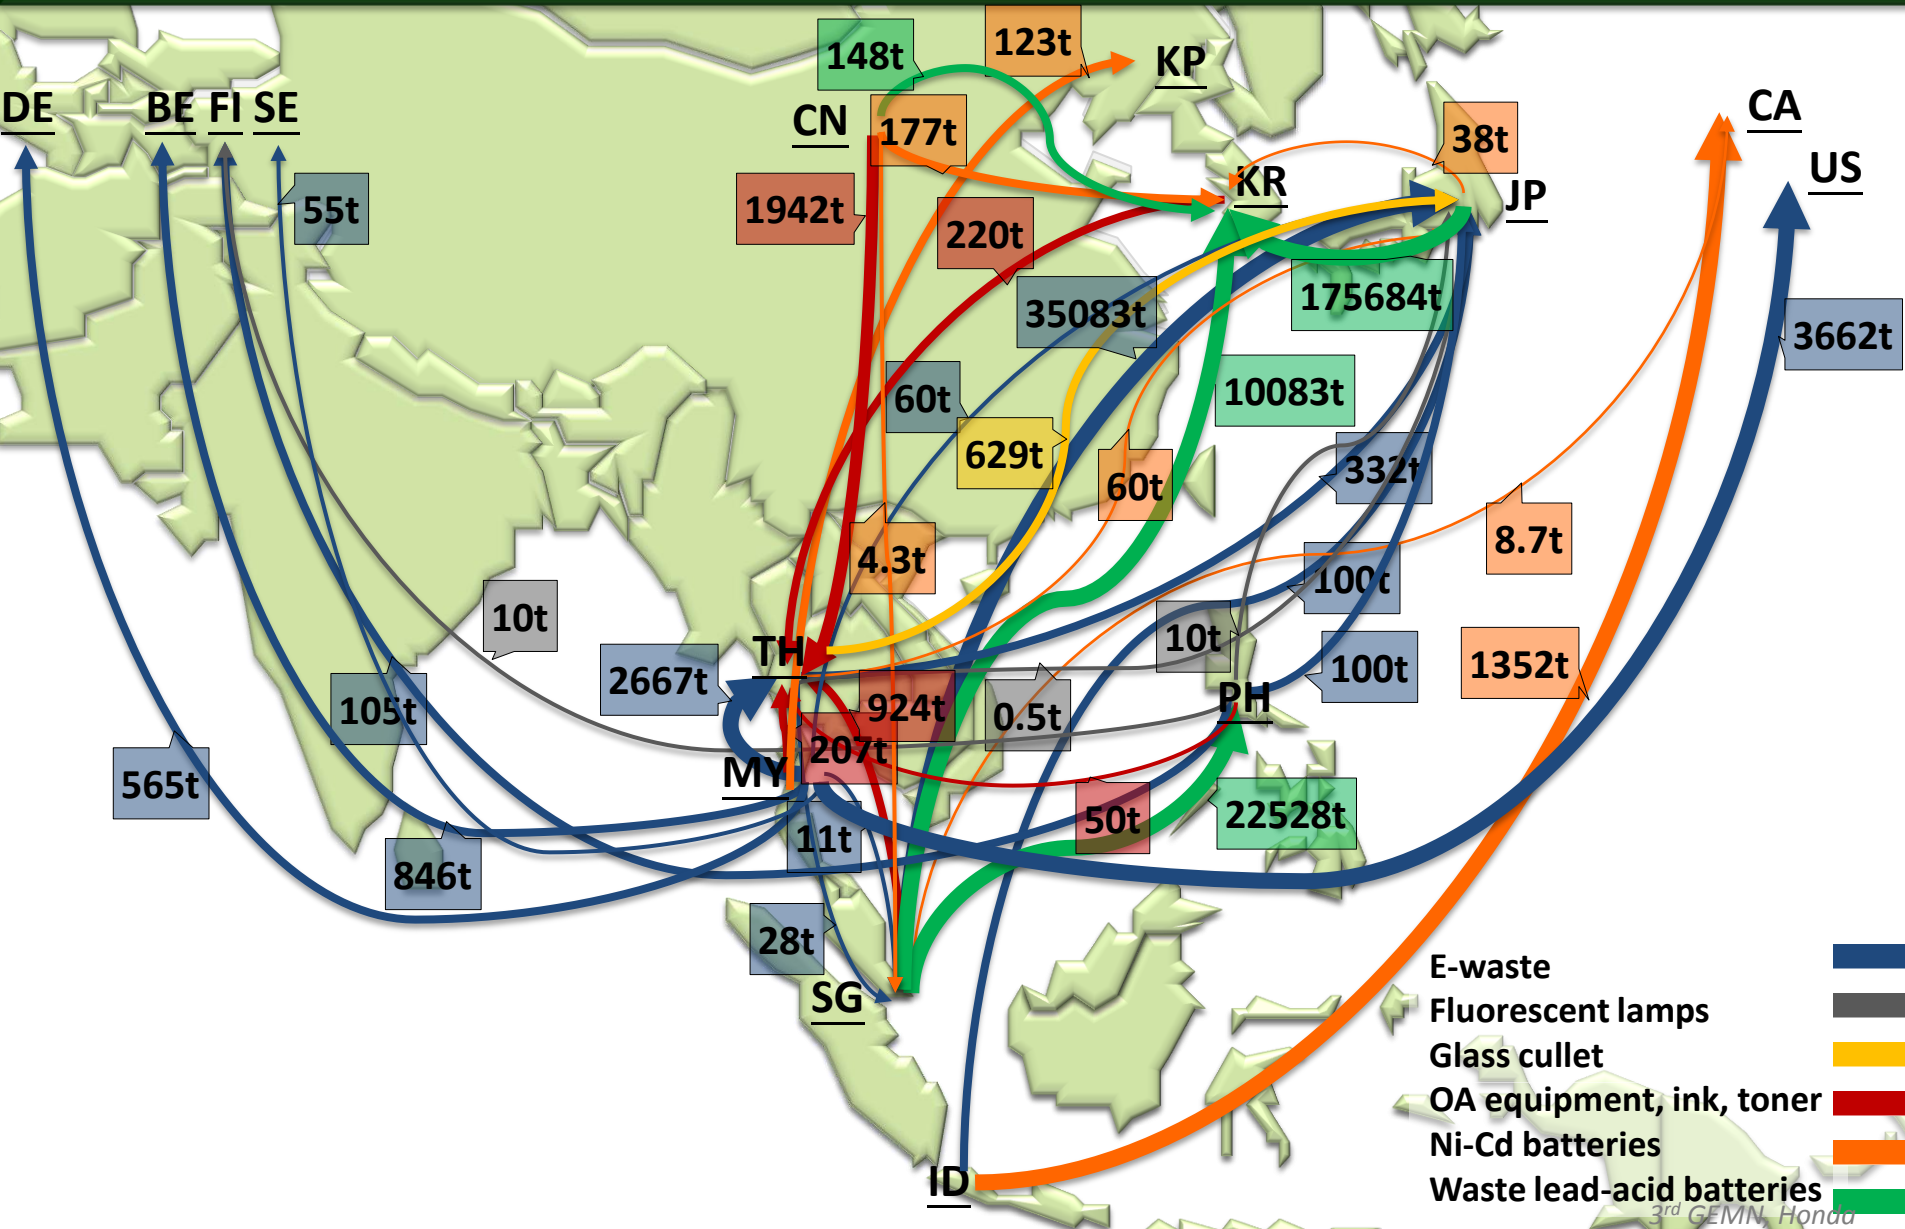 148t
123t
KP
DE
BE
FI
SE
CN
177t
CA
38t
US
KR
JP
55t
1942t
220t
35083t
175684t
3662t
60t
10083t
629t
60t
332t
4.3t
8.7t
100t
10t
10t
TH
2667t
100t
1352t
105t
924t
0.5t
PH
207t
MY
565t
11t
50t
22528t
846t
28t
SG
ID
E-waste
Fluorescent lamps
Glass cullet
OA equipment, ink, toner
Ni-Cd batteries
Waste lead-acid batteries
3rd GEMN, Honda